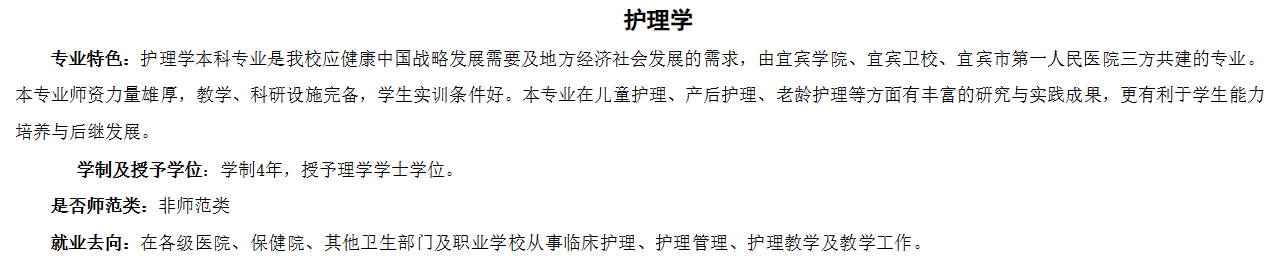 护理学
专业特色：护理学本科专业是我校应健康中国战略发展需要及地方经济社会发展的需求，由宜宾学院、宜宾卫校、宜宾市第一人民医院三方共建的专业。
本专业师资力量雄厚，教学、科研设施完备，学生实训条件好。本专业在儿童护理、产后护理、老龄护理等方面有丰富的研究与实践成果，更有利于学生能力
培养与后继发展。
学制及授予学位：学制4年，授予理学学士学位。
是否师范类：非师范类
就业去向：在各级医院、保健院、其他卫生部门及职业学校从事临床护理、护理管理、护理教学及教学工作。